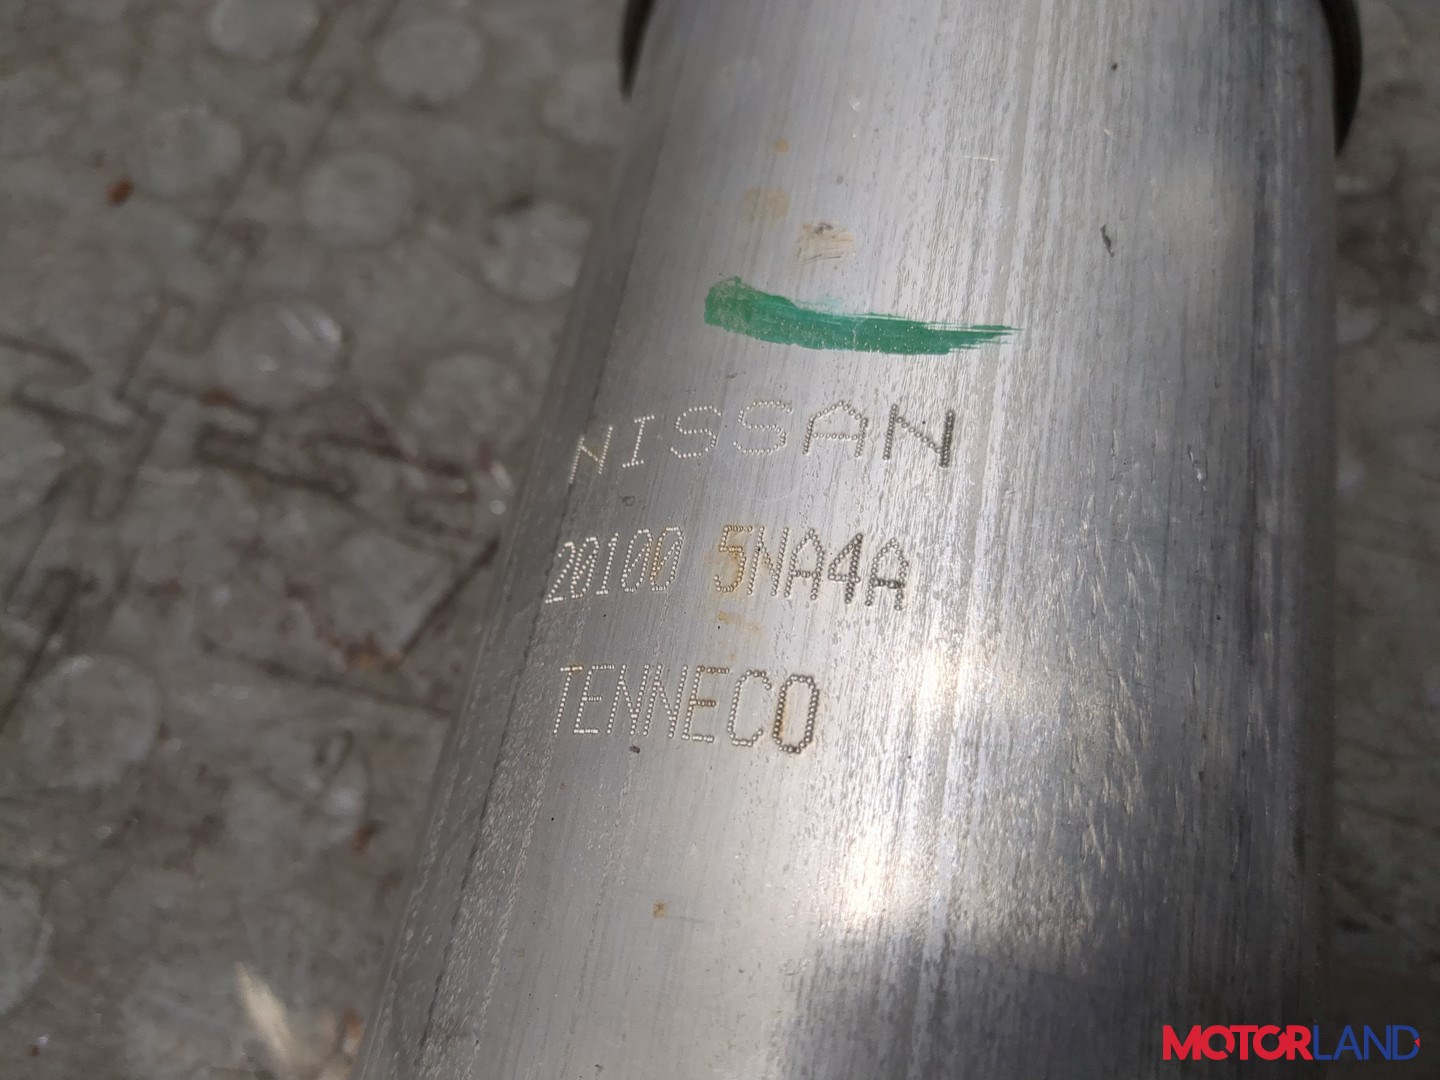 NISSAN
20100 5NA4A
TENNECO
MOTORLAND